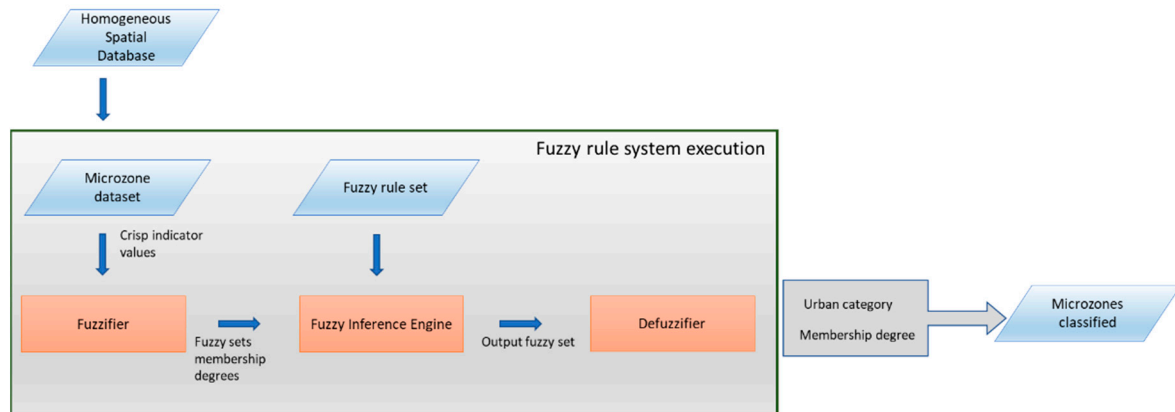 Homogeneous
Spatial
Database
Fuzzy rule system execution
Microzone
dataset
Fuzzy rule set
Crisp indicator
values
Fuzzifier
Fuzzy sets
membership
degrees
Fuzzy Inference Engine
Output fuzzy set
Defuzzifier
Urban category
Membership degree
Microzones
classified